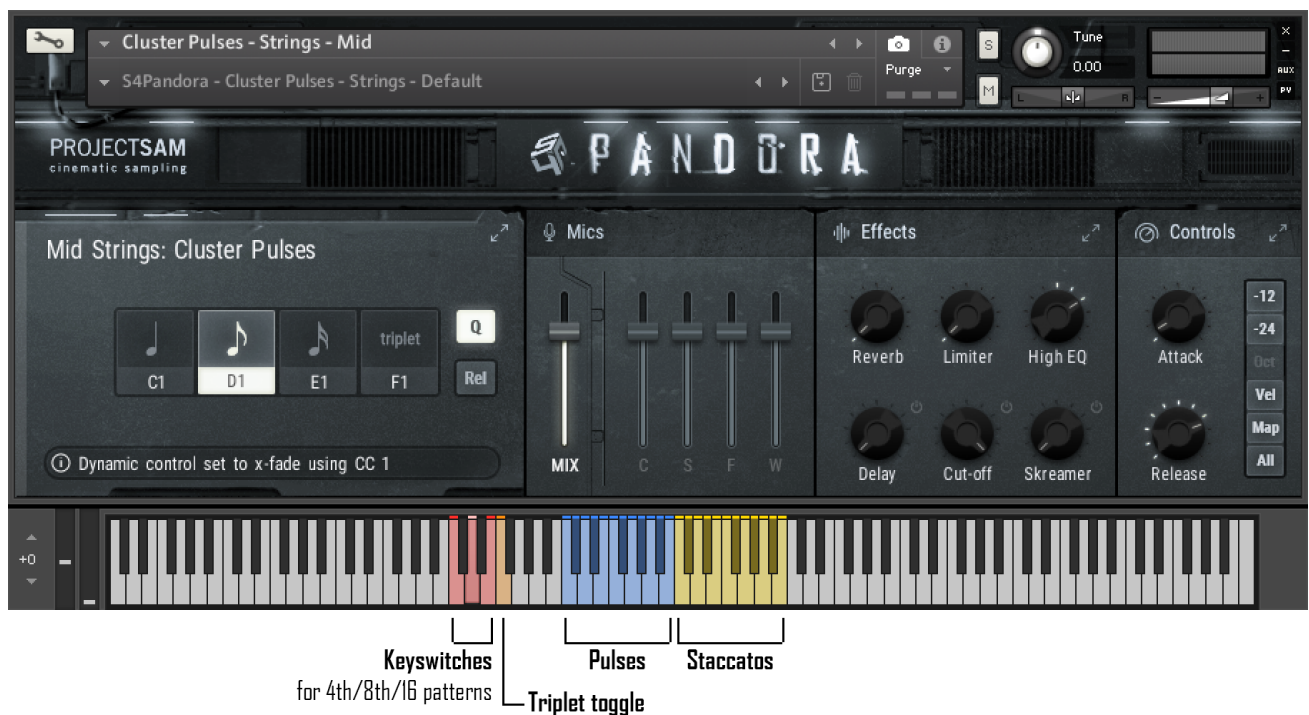 Cluster Pulses - Strings - Mid
S4Pandora - Cluster Pulses - Strings - Default
Purge
S
M
Tune
0.00
L
R
-
+
×
-
AUX
PV
PROJECTSAM
cinematic sampling
PANDORA
Mid Strings: Cluster Pulses
C1
D1
E1
triplet
F1
Q
Rel
Dynamic control set to x-fade using CC 1
Mics
MIX
C
S
F
W
Effects
Reverb
Limiter
High EQ
Delay
Cut-off
Skreamer
Controls
Attack
Release
-12
-24
Oct
Vel
Map
All
+0
Keyswitches
for 4th/8th/16 patterns
Triplet toggle
Pulses
Staccatos